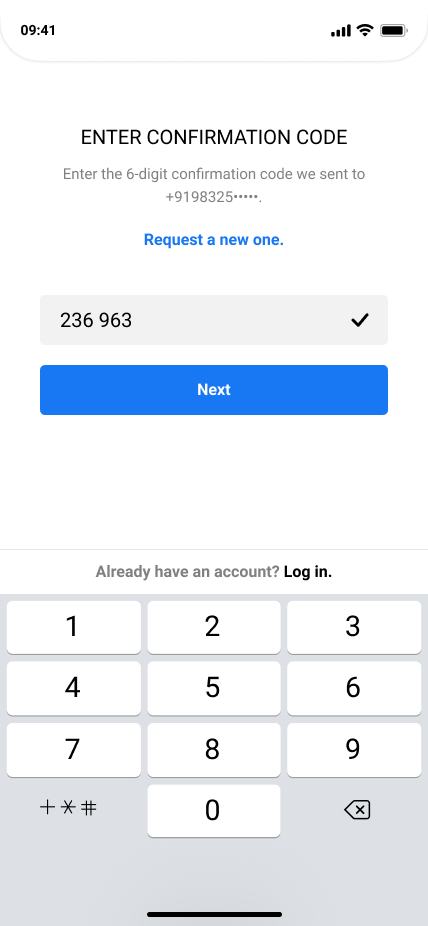 09:41
ENTER CONFIRMATION CODE
Enter the 6-digit confirmation code we sent to
+9198325•••••.
Request a new one.
236 963
Next
Already have an account? Log in.
1 2 3
4 5 6
7 8 9
+*# 0